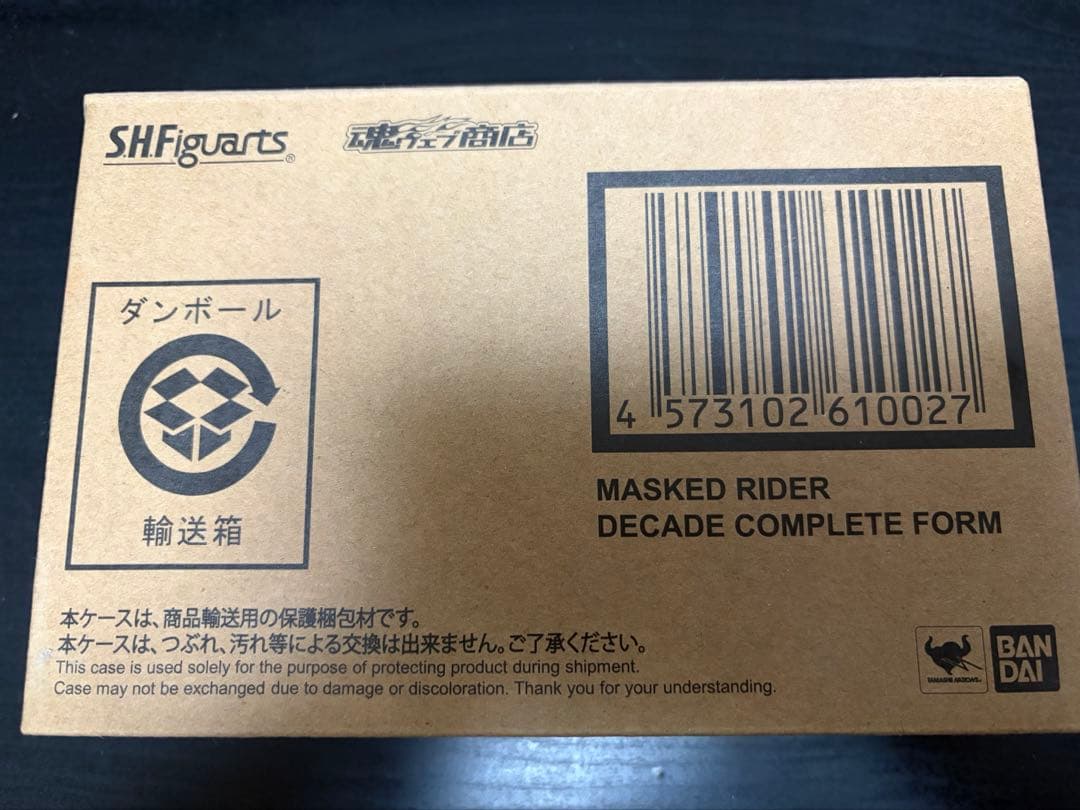 S.H.Figuarts®
魂ウェブ商店
4 573102 610027
MASKED RIDER
DECADE COMPLETE FORM
ダンボール
輸送箱
本ケースは、商品輸送用の保護梱包材です。
本ケースは、つぶれ、汚れ等による交換は出来ません。ご了承ください。
This case is used solely for the purpose of protecting product during shipment.
Case may not be exchanged due to damage or discoloration. Thank you for your understanding.
TAMASHII NATIONS
BAN
DAI